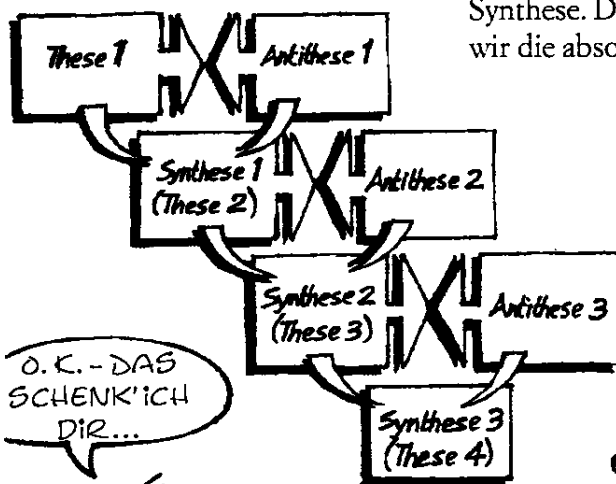 Synthese. D
wir die abso
These 1
Antithese 1
Synthese 1
(These 2)
Antithese 2
Synthese 2
(These 3)
Antithese 3
Synthese 3
(These 4)
O.K.-DAS
SCHENK'iCH
DiR...